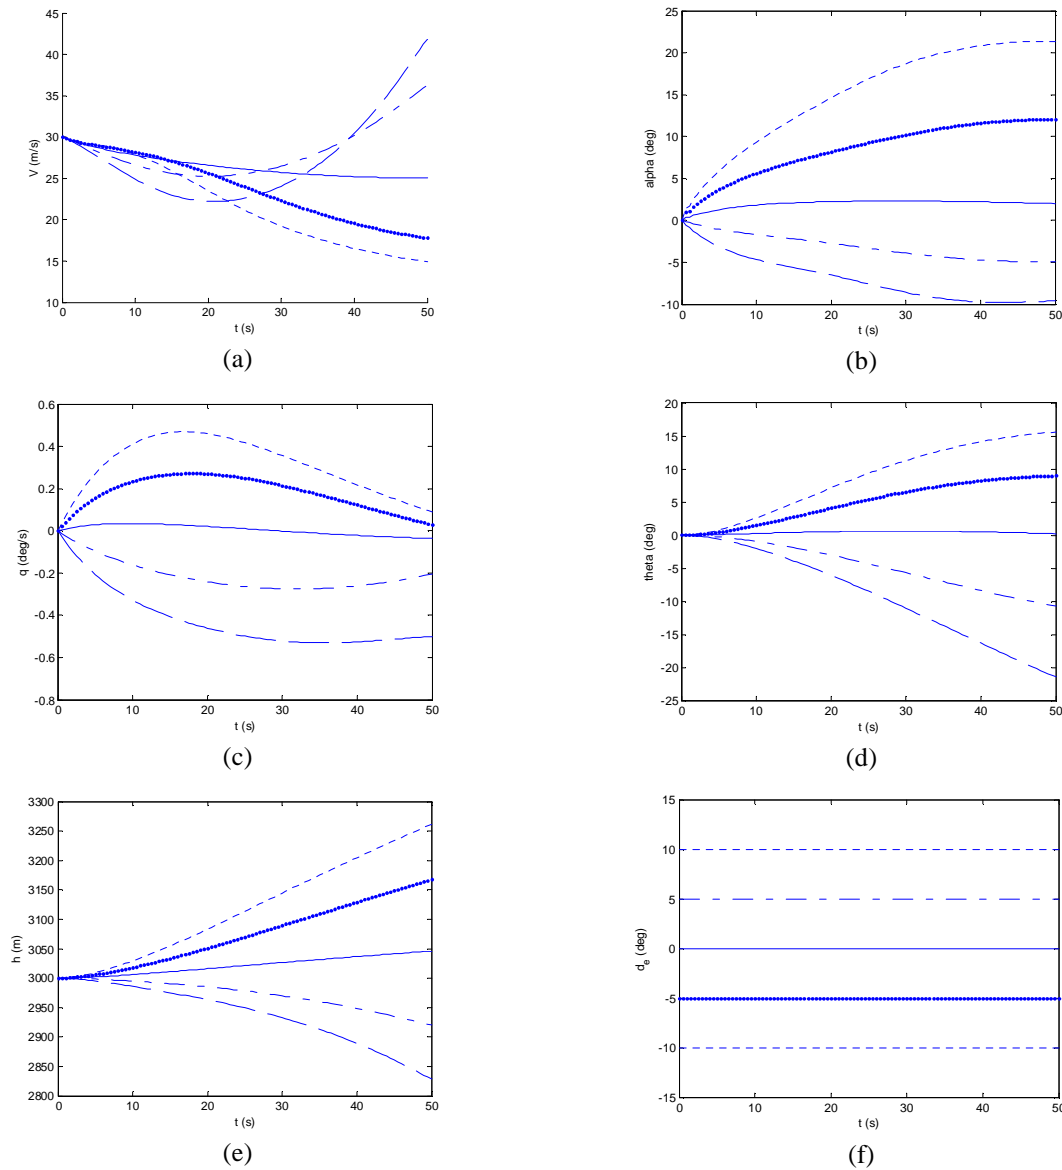 45
40
35
30
25
20
15
10
V (m/s)
0 10 20 30 40 50
t (s)
(a)
25
20
15
10
5
0
-5
-10
alpha (deg)
0 10 20 30 40 50
t (s)
(b)
0.6
0.4
0.2
0
-0.2
-0.4
-0.6
-0.8
q (deg/s)
0 10 20 30 40 50
t (s)
(c)
20
15
10
5
0
-5
-10
-15
-20
-25
theta (deg)
0 10 20 30 40 50
t (s)
(d)
3300
3250
3200
3150
3100
3050
3000
2950
2900
2850
2800
h (m)
0 10 20 30 40 50
t (s)
(e)
15
10
5
0
-5
-10
-15
d_e (deg)
0 10 20 30 40 50
t (s)
(f)